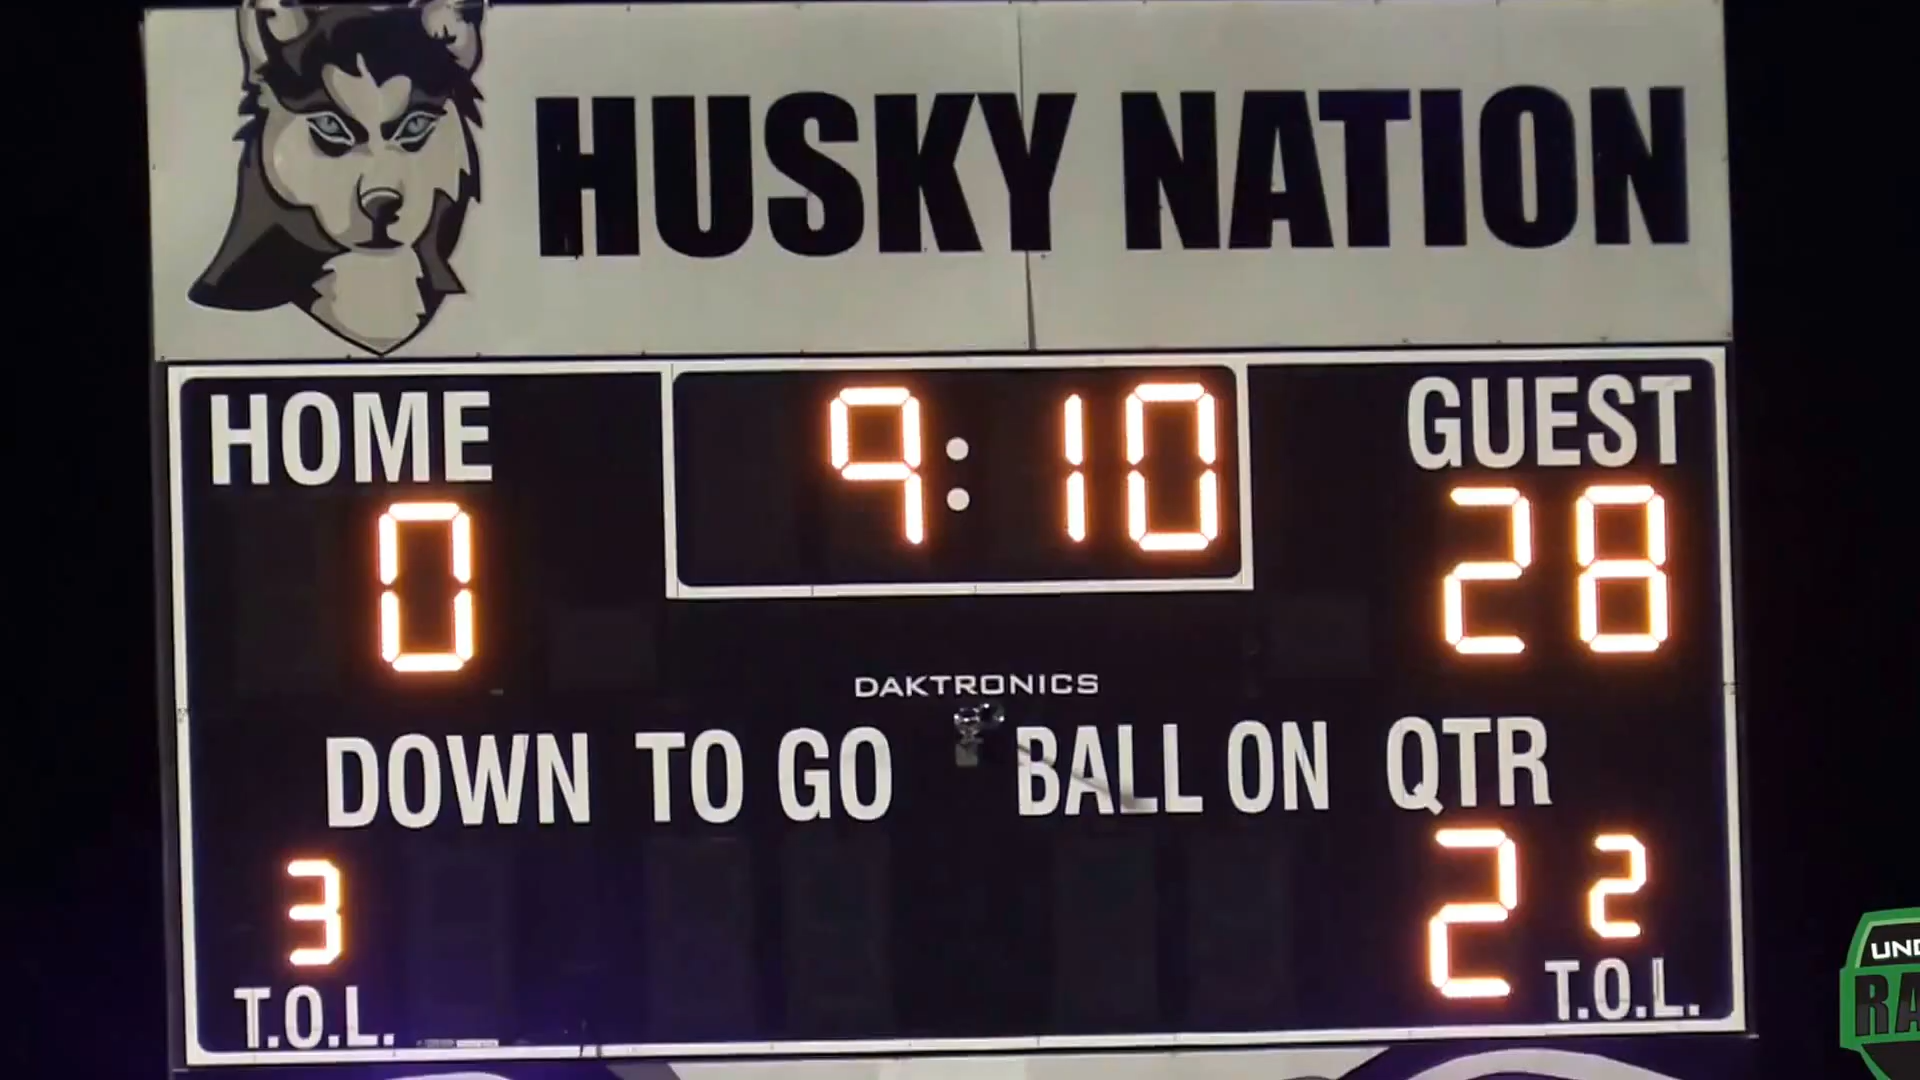 HUSKY NATION
HOME 9:10 GUEST
0 28
DAKTRONICS
DOWN TO GO BALL ON QTR
3 2 2
T.O.L. T.O.L.